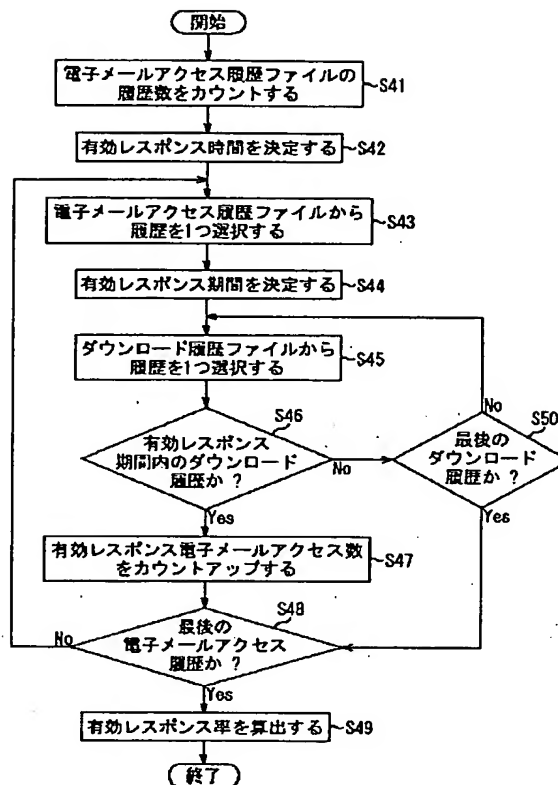 開始
電子メールアクセス履歴ファイルの
履歴数をカウントする
S41
有効レスポンス時間を決定する
S42
電子メールアクセス履歴ファイルから
履歴を1つ選択する
S43
有効レスポンス期間を決定する
S44
ダウンロード履歴ファイルから
履歴を1つ選択する
S45
S46
有効レスポンス
期間内のダウンロード
履歴か ?
No
Yes
S50
No
最後の
ダウンロード
履歴か ?
Yes
有効レスポンス電子メールアクセス数
をカウントアップする
S47
S48
最後の
電子メールアクセス
履歴か ?
No
Yes
有効レスポンス率を算出する
S49
終了